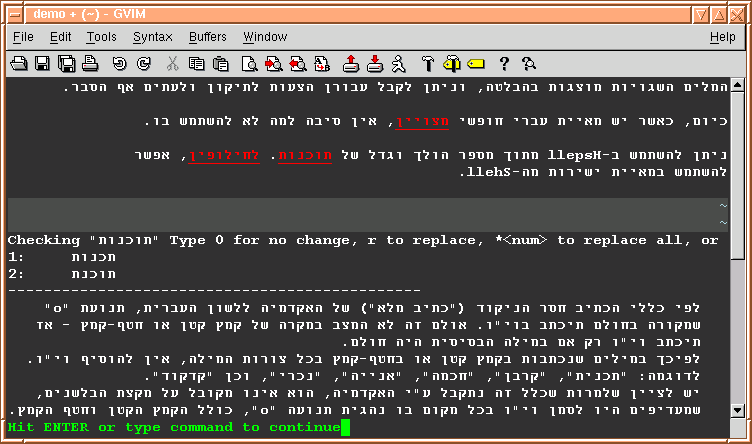 demo + (~) - GVIM
File Edit Tools Syntax Buffers Window Help
המלים השגויות מוצגות בהבלטה, וניתן לקבל עבורן הצעות לתיקון ולעתים אף הסבר.
כיום, כאשר יש מאיית עברי חופשי מצויין, אין סיבה למה לא להשתמש בו.
ניתן להשתמש ב-Hspell מתוך מספר הולך וגדל של תוכנות. לחילופין, אפשר
להשתמש במאיית ישירות מה-Shell.
~
~
Checking "תוכנות" Type 0 for no change, r to replace, *<num> to replace all, or
1: תכנות
2: תוכנת
----------------------------------------------
לפי כללי הכתיב חסר הניקוד ("כתיב מלא") של האקדמיה ללשון העברית, תנועת "o"
שמקורה בחולם תיכתב בוי"ו. אולם זה לא המצב במקרה של קמץ קטן או חטף-קמץ - אז
תיכתב וי"ו רק אם במילה הבסיסית היה חולם.
לפיכך במילים שנכתבות בקמץ קטן או בחטף-קמץ בכל צורות המילה, אין להוסיף וי"ו.
לדוגמה: "תכנית", "קרבן", "חכמה", "אנייה", "נכרי", וכן "קדקוד".
יש לציין שלמרות שכלל זה נתקבל ע"י האקדמיה, הוא אינו מקובל על מקצת הבלשנים,
שמעדיפים היו לסמן וי"ו בכל מקום בו נהגית תנועה "o", כולל הקמץ הקטן וחטף הקמץ.
Hit ENTER or type command to continue